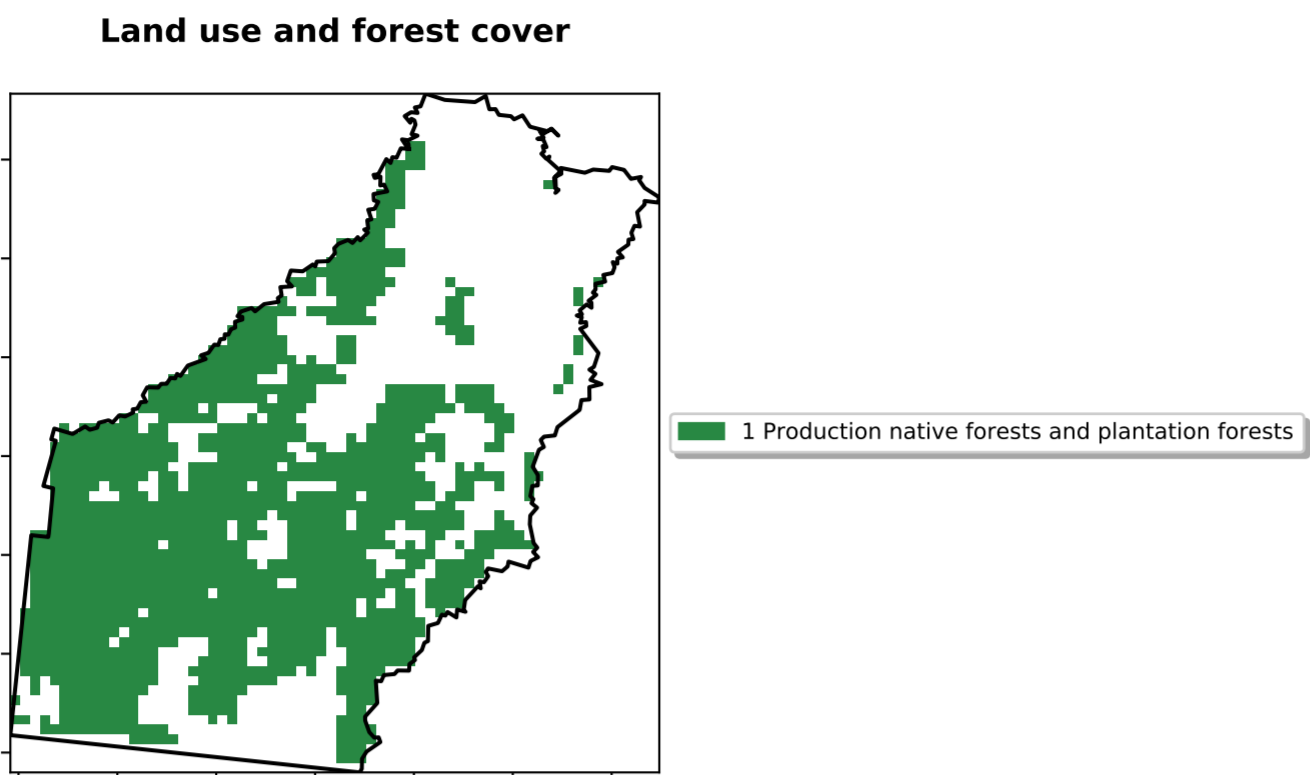 Land use and forest cover
1 Production native forests and plantation forests